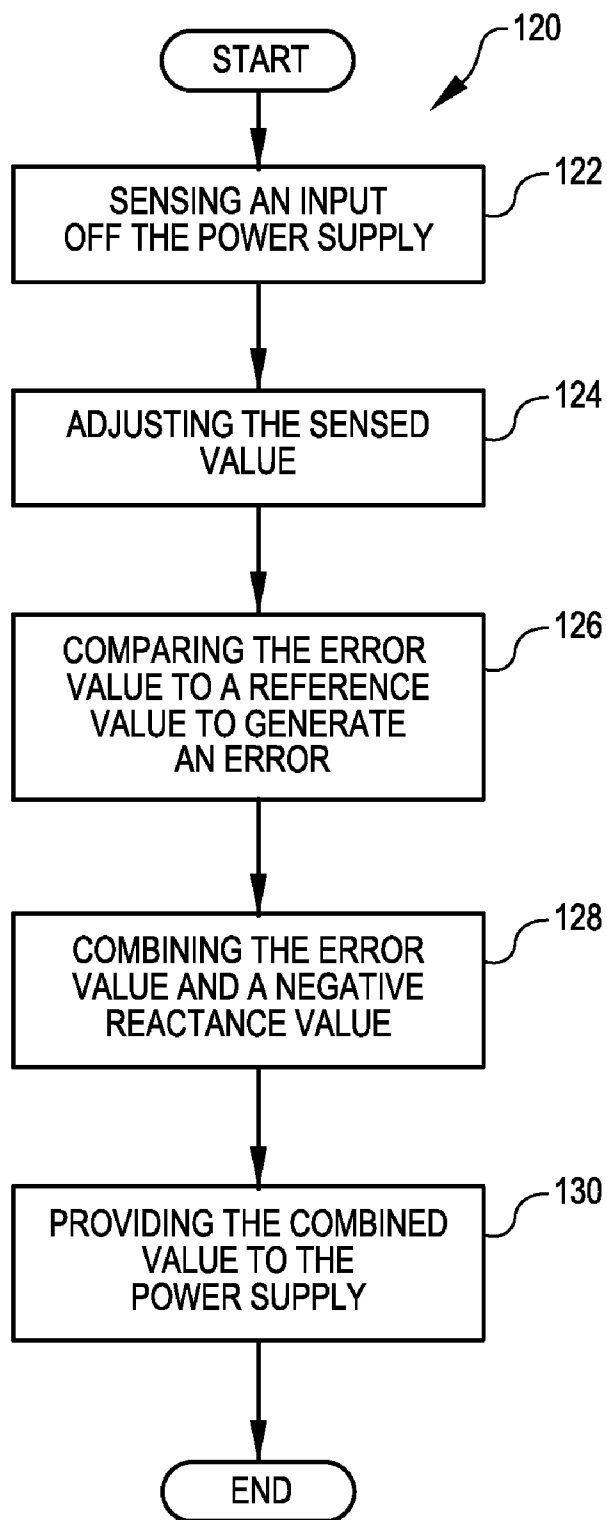 START
120
SENSING AN INPUT
OFF THE POWER SUPPLY
122
ADJUSTING THE SENSED
VALUE
124
COMPARING THE ERROR
VALUE TO A REFERENCE
VALUE TO GENERATE
AN ERROR
126
COMBINING THE ERROR
VALUE AND A NEGATIVE
REACTANCE VALUE
128
PROVIDING THE COMBINED
VALUE TO THE
POWER SUPPLY
130
END